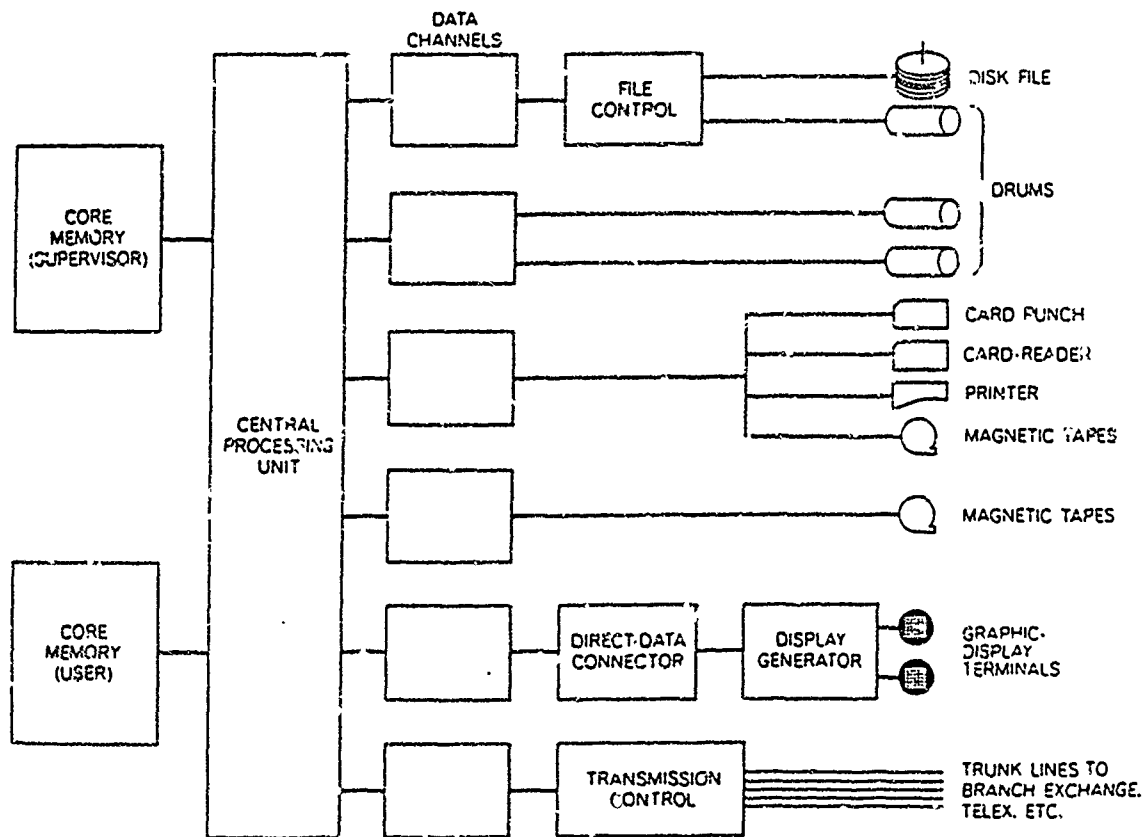 DATA
CHANNELS
FILE
CONTROL
DISK FILE
DRUMS
CORE
MEMORY
(SUPERVISOR)
CARD PUNCH
CARD-READER
PRINTER
MAGNETIC TAPES
CENTRAL
PROCESSING
UNIT
MAGNETIC TAPES
CORE
MEMORY
(USER)
DIRECT-DATA
CONNECTOR
DISPLAY
GENERATOR
GRAPHIC-
DISPLAY
TERMINALS
TRANSMISSION
CONTROL
TRUNK LINES TO
BRANCH EXCHANGE,
TELEX, ETC.